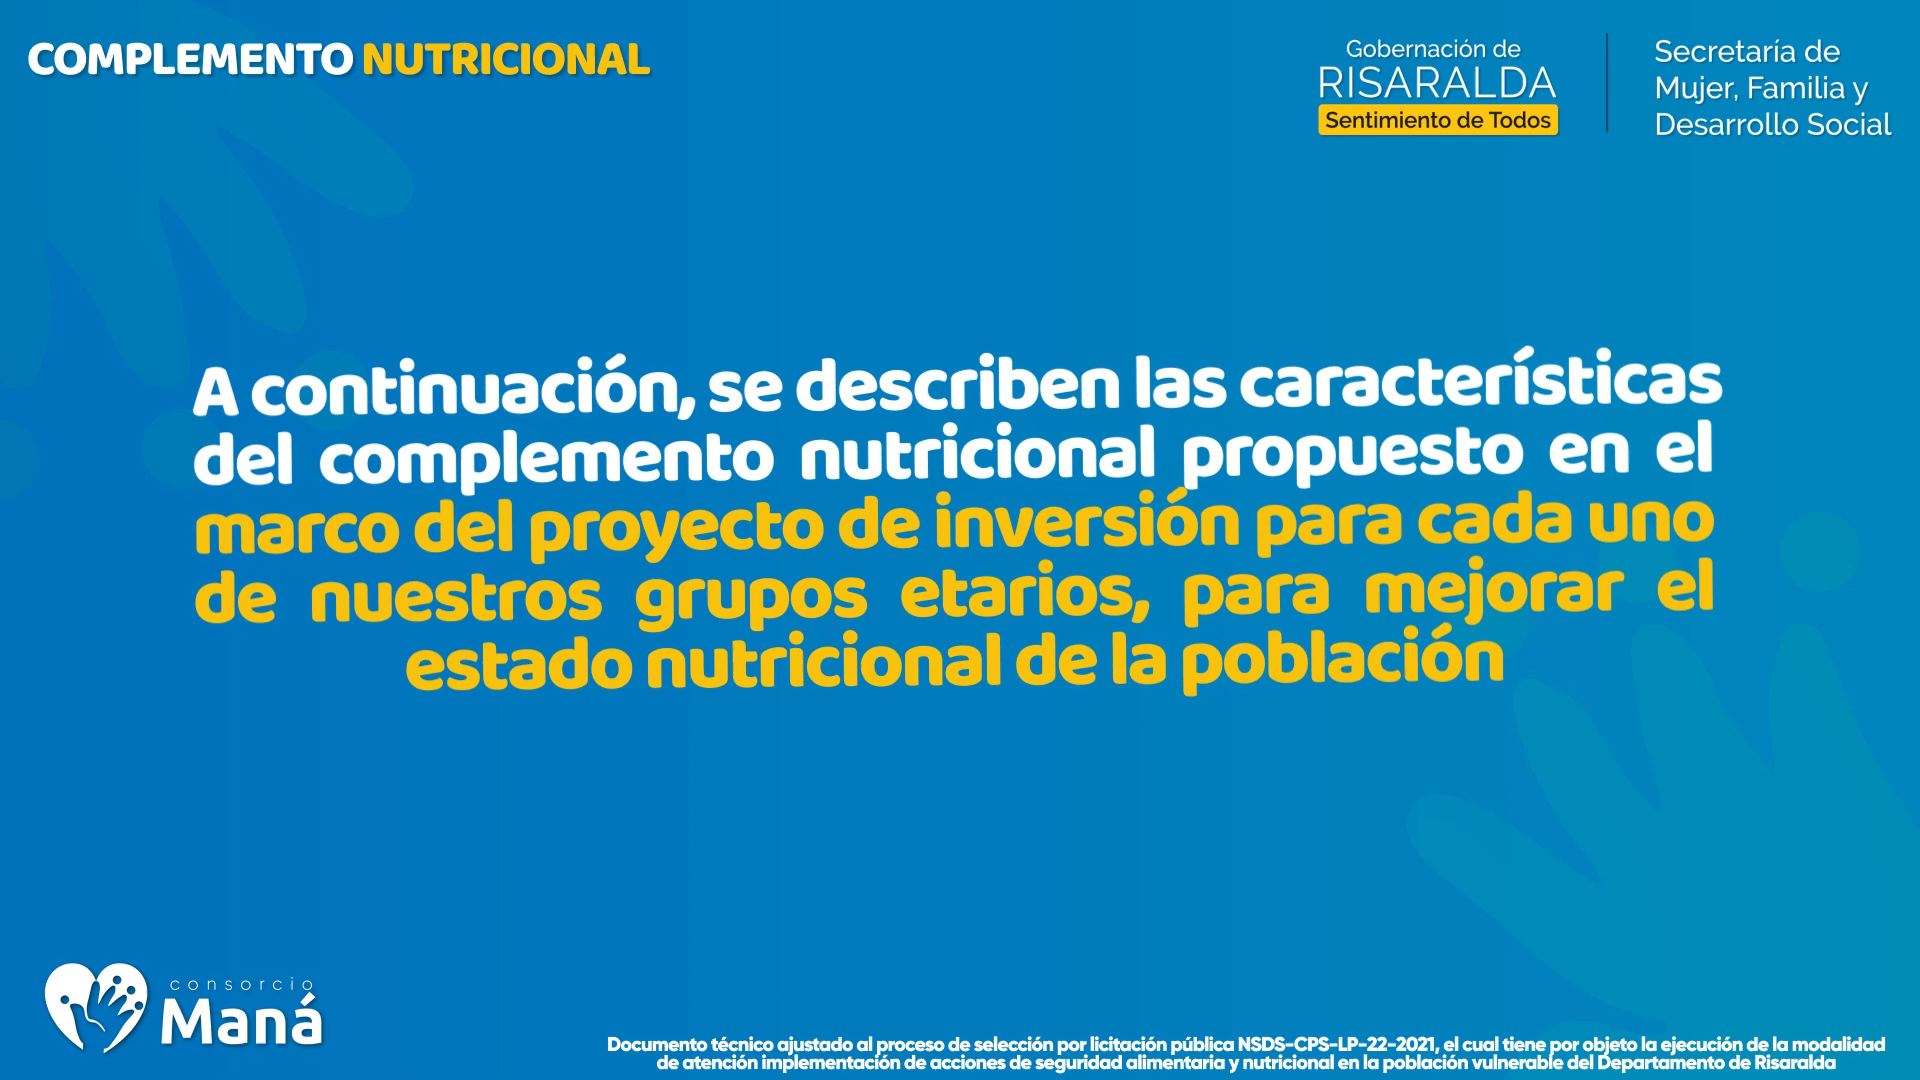 COMPLEMENTO NUTRICIONAL
Gobernación de
RISARALDA
Sentimiento de Todos
Secretaría de
Mujer, Familia y
Desarrollo Social
A continuación, se describen las características
del complemento nutricional propuesto en el
marco del proyecto de inversión para cada uno
de nuestros grupos etarios, para mejorar el
estado nutricional de la población
consorcio
Maná
Documento técnico ajustado al proceso de selección por licitación pública NSDS-CPS-LP-22-2021, el cual tiene por objeto la ejecución de la modalidad
de atención implementación de acciones de seguridad alimentaria y nutricional en la población vulnerable del Departamento de Risaralda